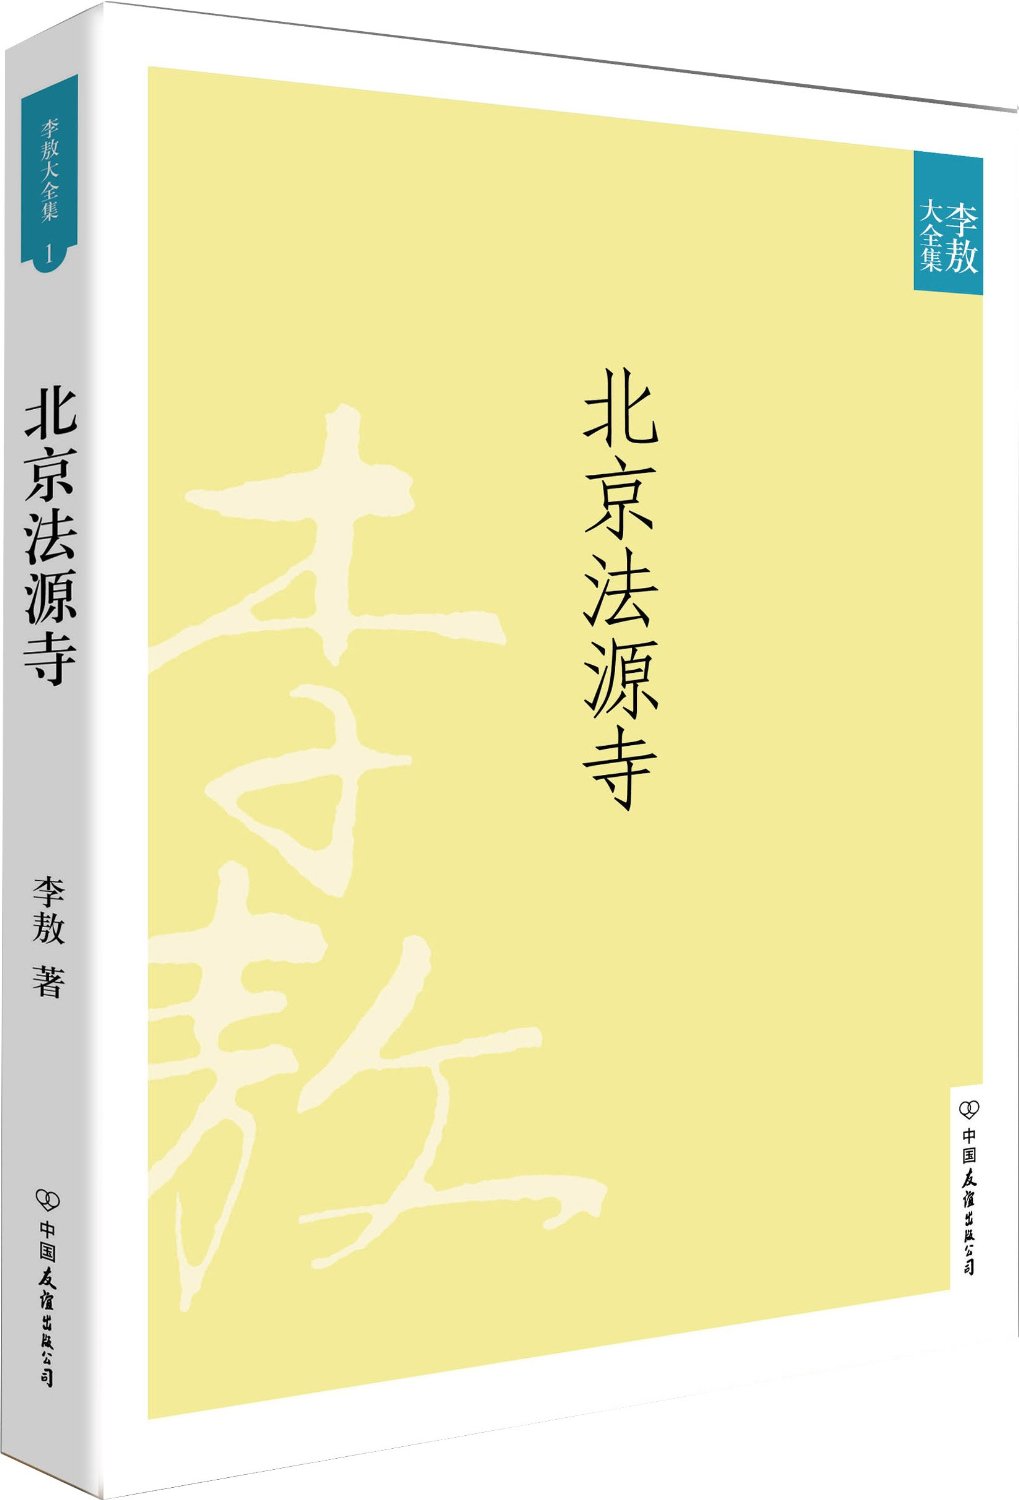 李敖大全集
1
北京法源寺
李敖 著
中国友谊出版公司
李敖
大全集
北京法源寺
李敖
中国友谊出版公司